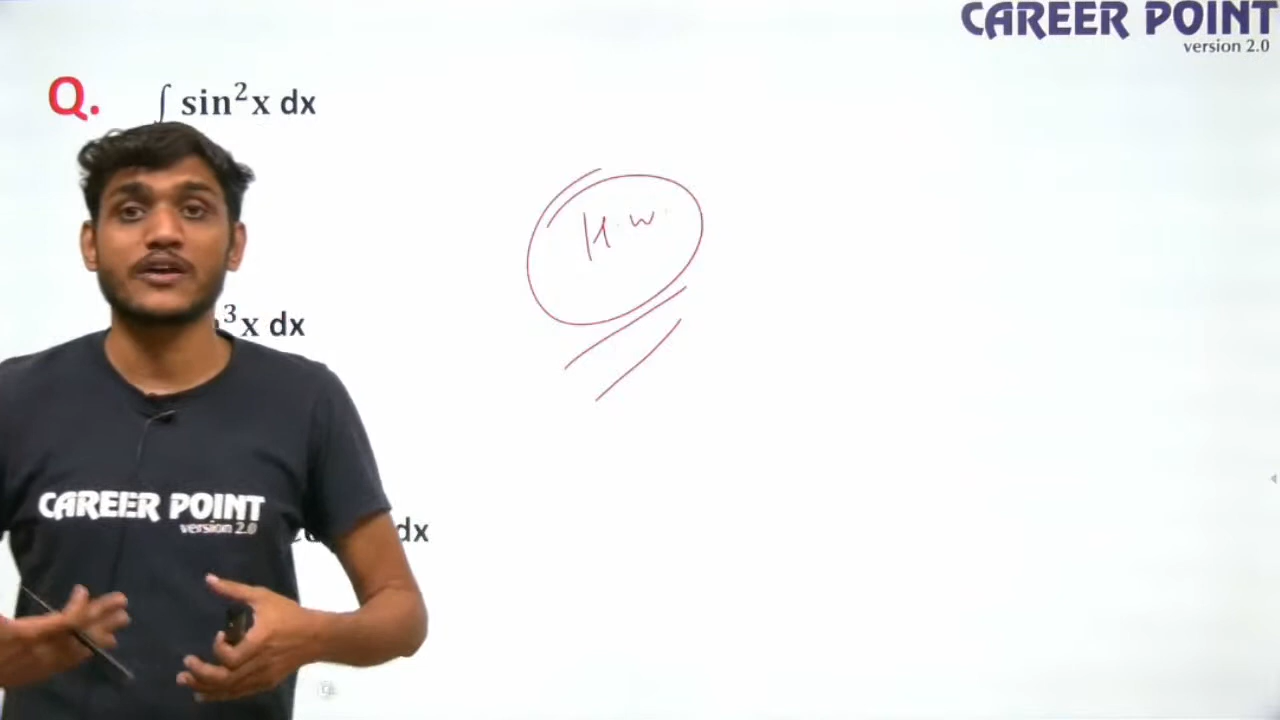 CAREER POINT
version 2.0
Q. ∫ sin²x dx
H.W.
³x dx
CAREER POINT
version 2.0
dx